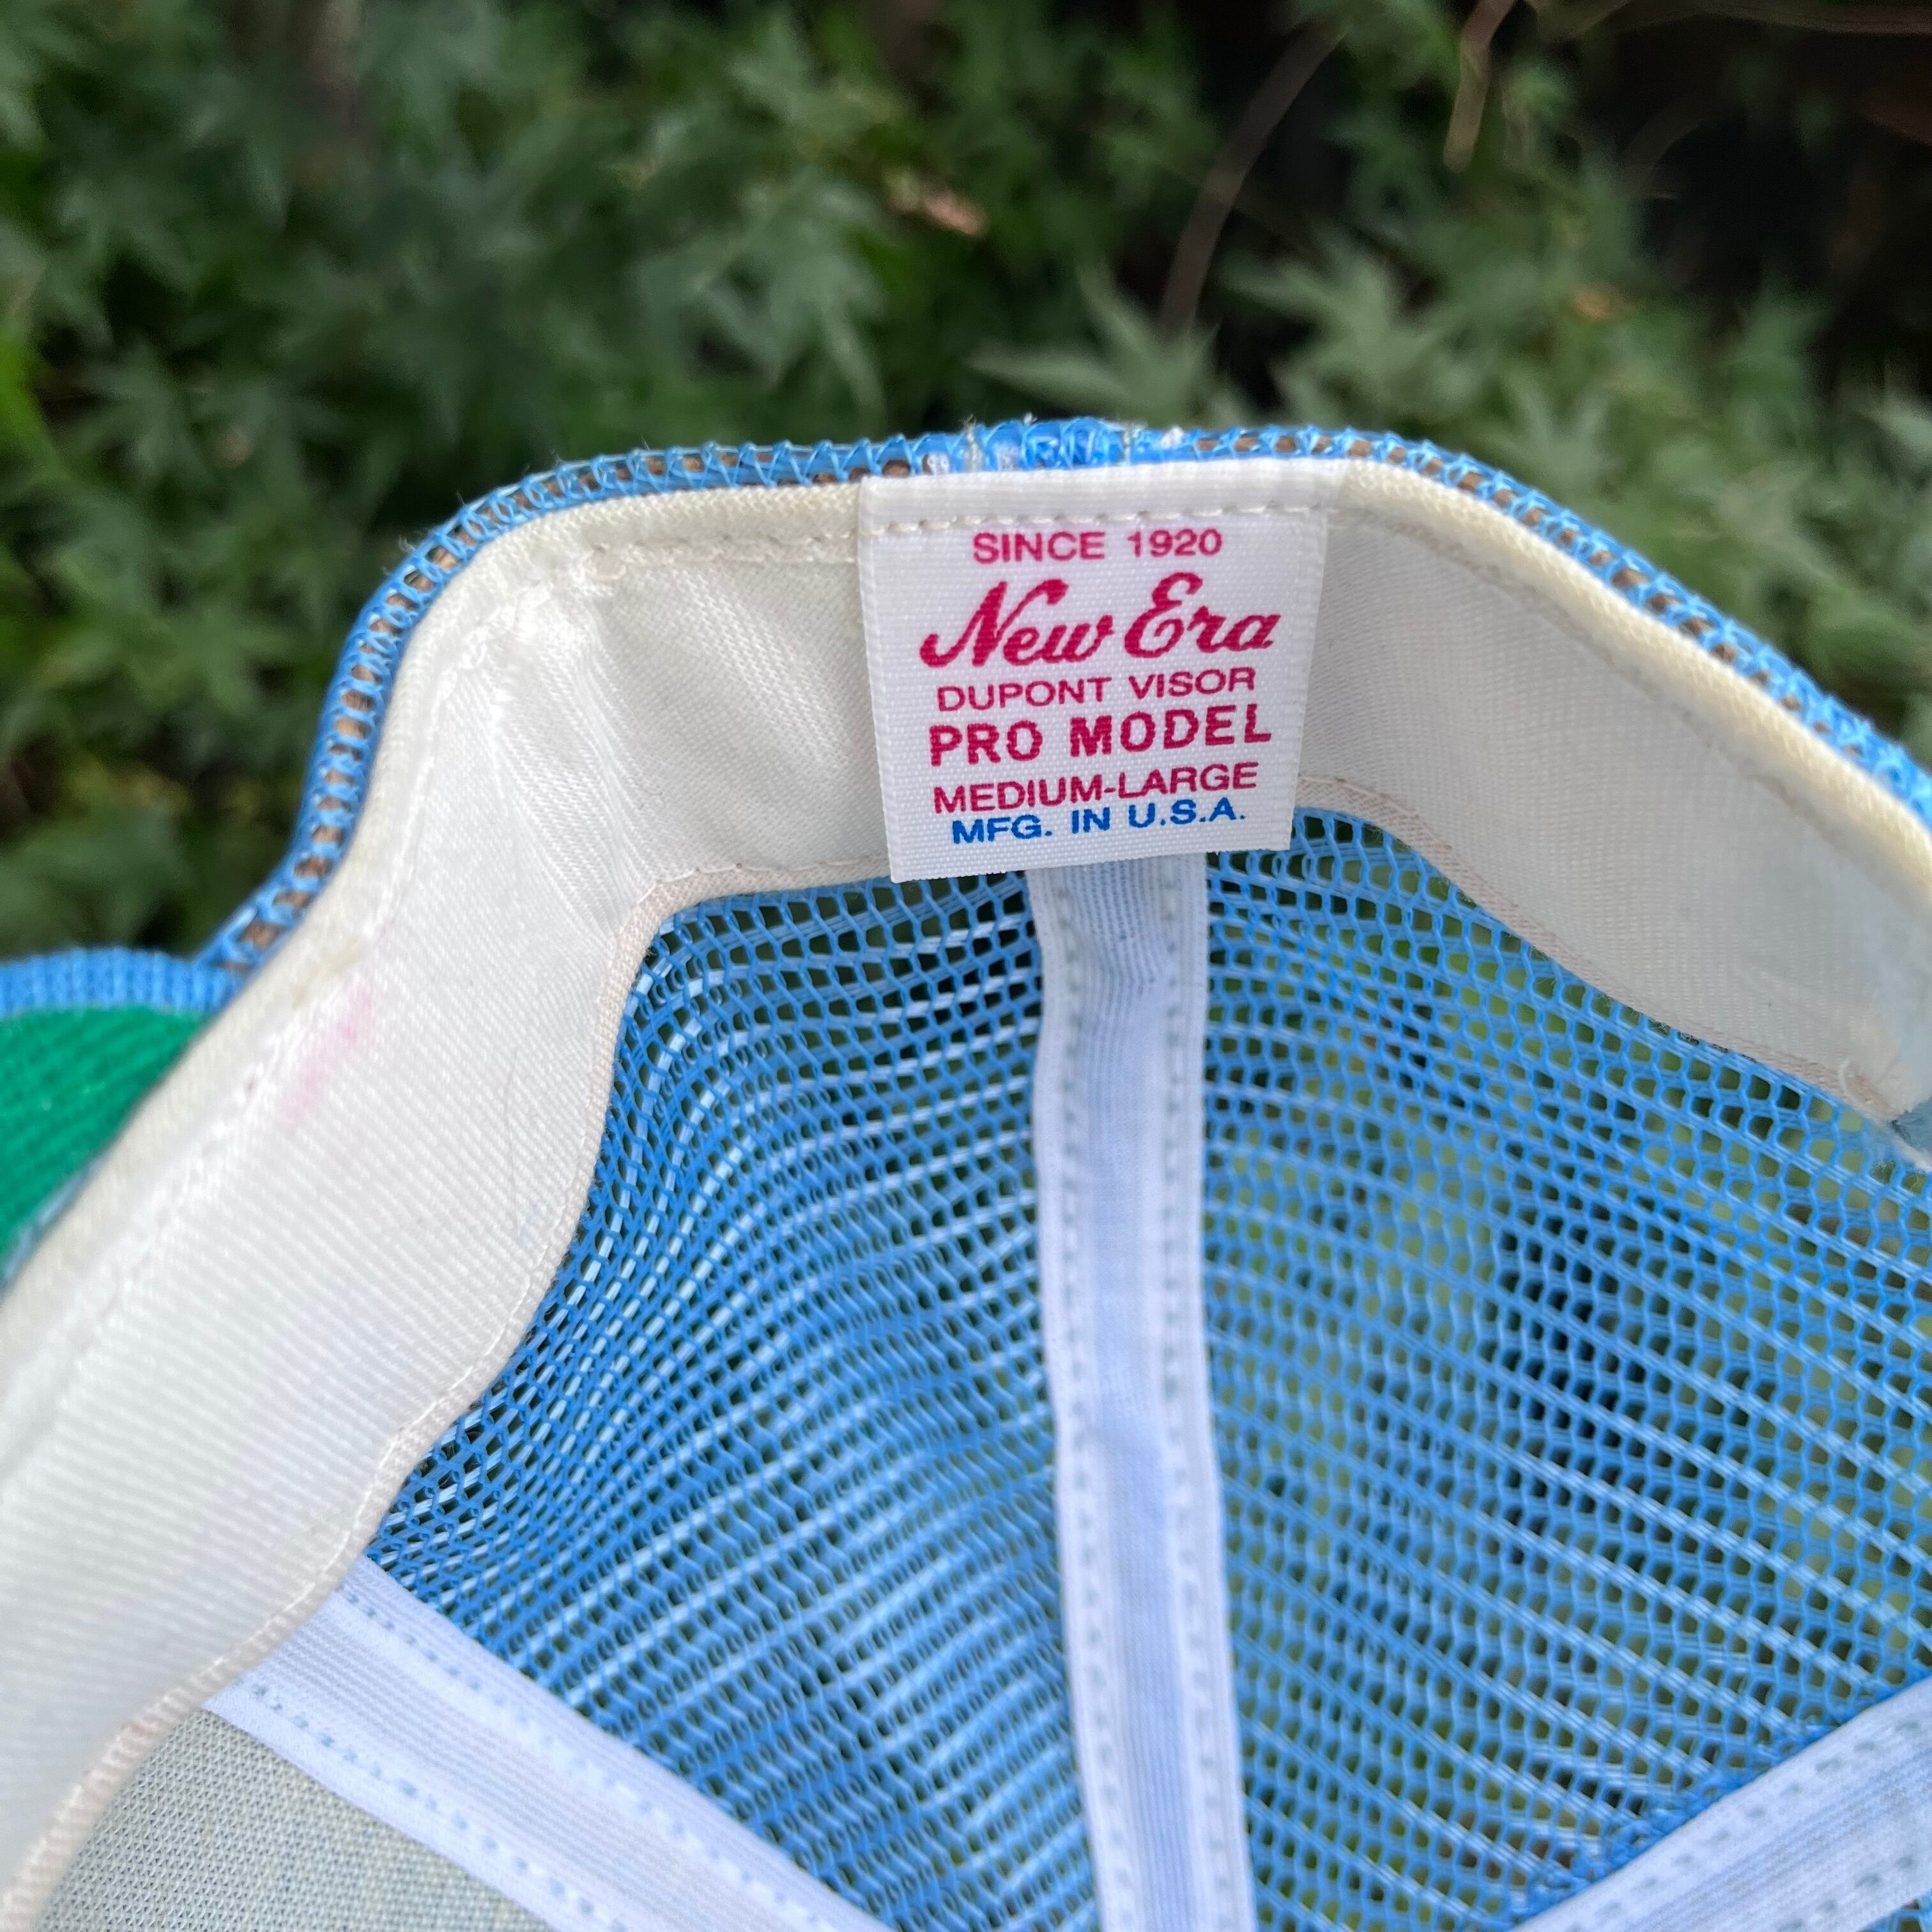 SINCE 1920
New Era
DUPONT VISOR
PRO MODEL
MEDIUM-LARGE
MFG. IN U.S.A.